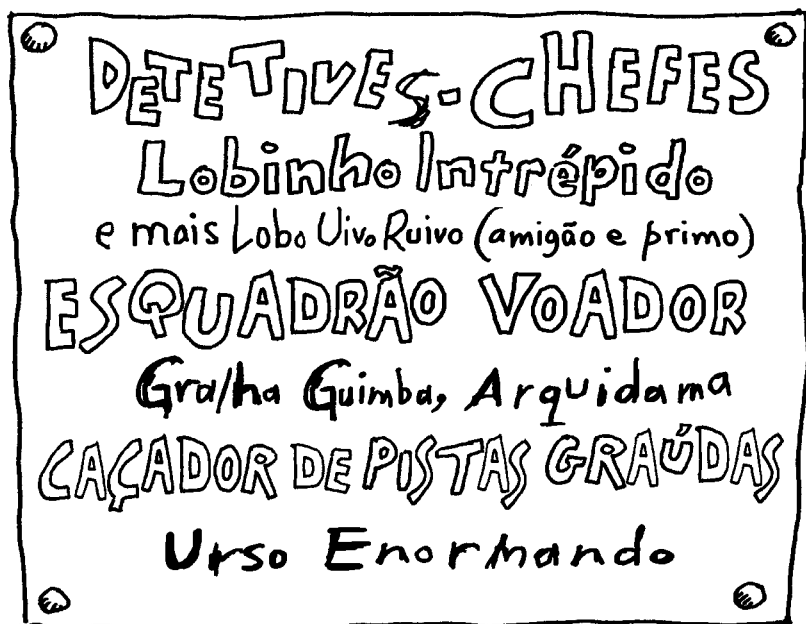 DETETIVES-CHEFES
Lobinho Intrépido
e mais Lobo Uivo Ruivo (amigão e primo)
ESQUADRÃO VOADOR
Gralha Guimba, Arquidama
CAÇADOR DE PISTAS GRAÚDAS
Urso Enormando